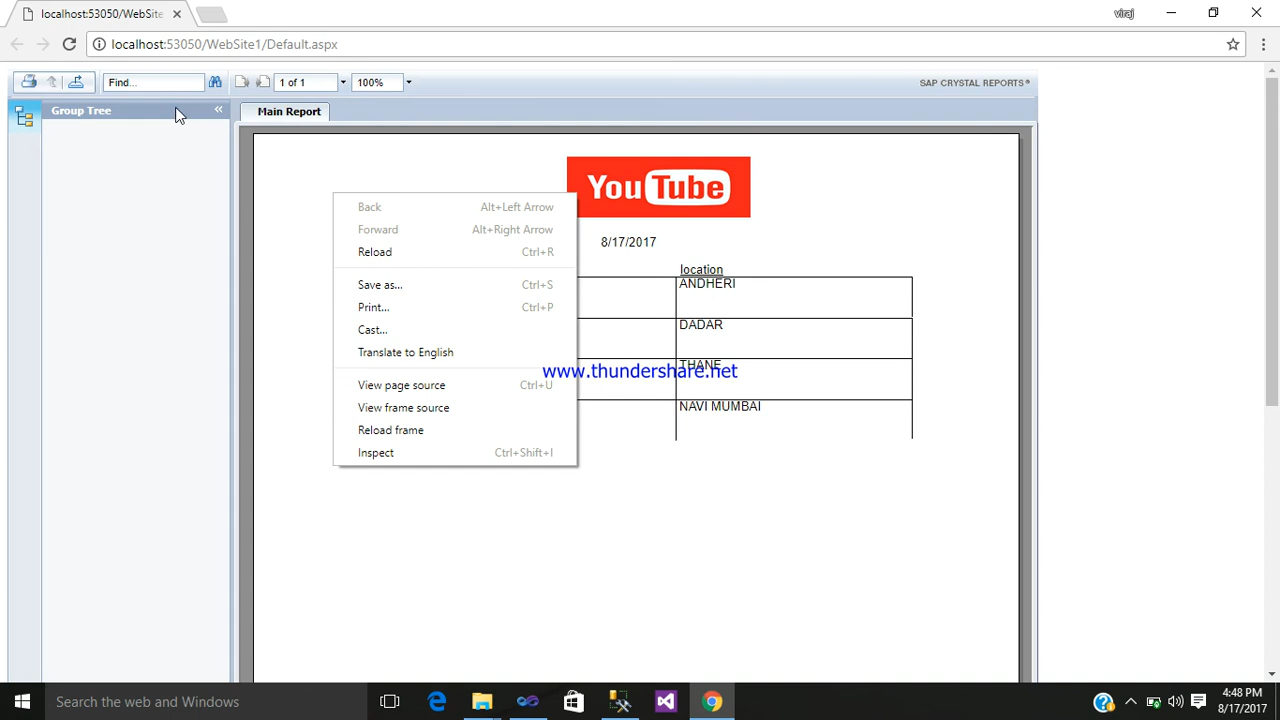 localhost:53050/WebSite
viraj
localhost:53050/WebSite1/Default.aspx
Find...
1 of 1
100%
SAP CRYSTAL REPORTS®
Group Tree
Main Report
YouTube
8/17/2017
location
ANDHERI
DADAR
THANE
NAVI MUMBAI
www.thundershare.net
Back Alt+Left Arrow
Forward Alt+Right Arrow
Reload Ctrl+R
Save as... Ctrl+S
Print... Ctrl+P
Cast...
Translate to English
View page source Ctrl+U
View frame source
Reload frame
Inspect Ctrl+Shift+I
Search the web and Windows
4:48 PM
8/17/2017